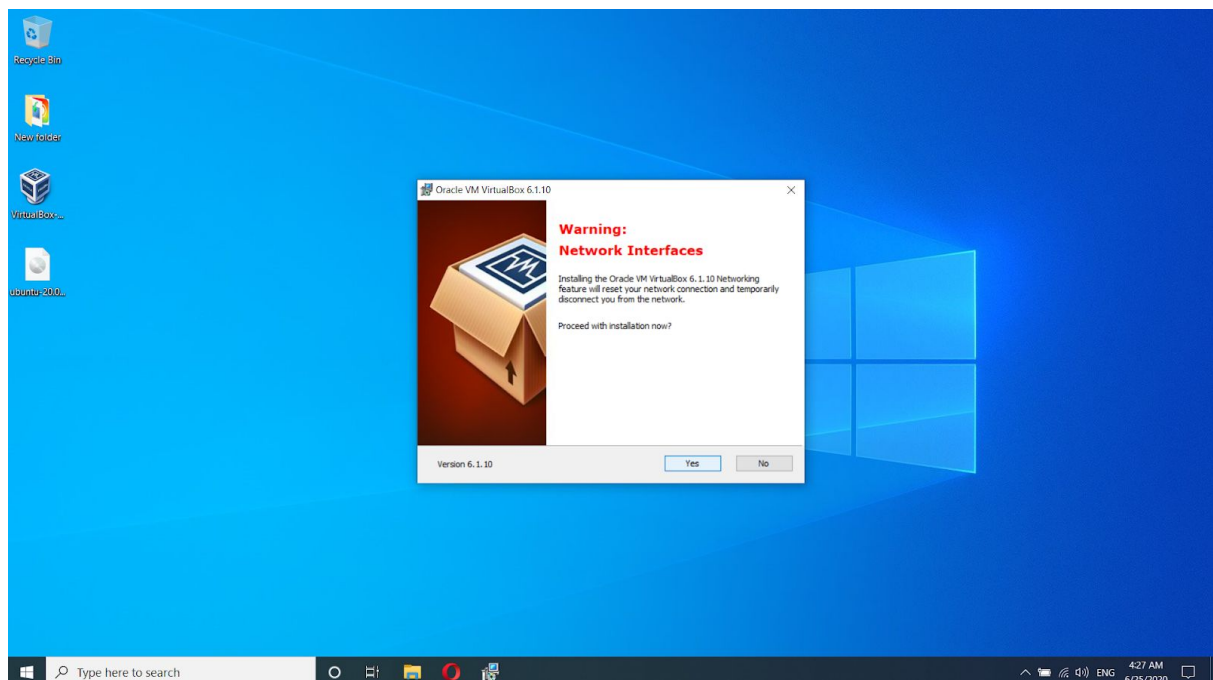 Recycle Bin
New folder
VirtualBox-...
ubuntu-20.0...
Oracle VM VirtualBox 6.1.10
Warning:
Network Interfaces
Installing the Oracle VM VirtualBox 6.1.10 Networking
feature will reset your network connection and temporarily
disconnect you from the network.
Proceed with installation now?
Version 6.1.10
Yes
No
Type here to search
ENG
4:27 AM
6/25/2020